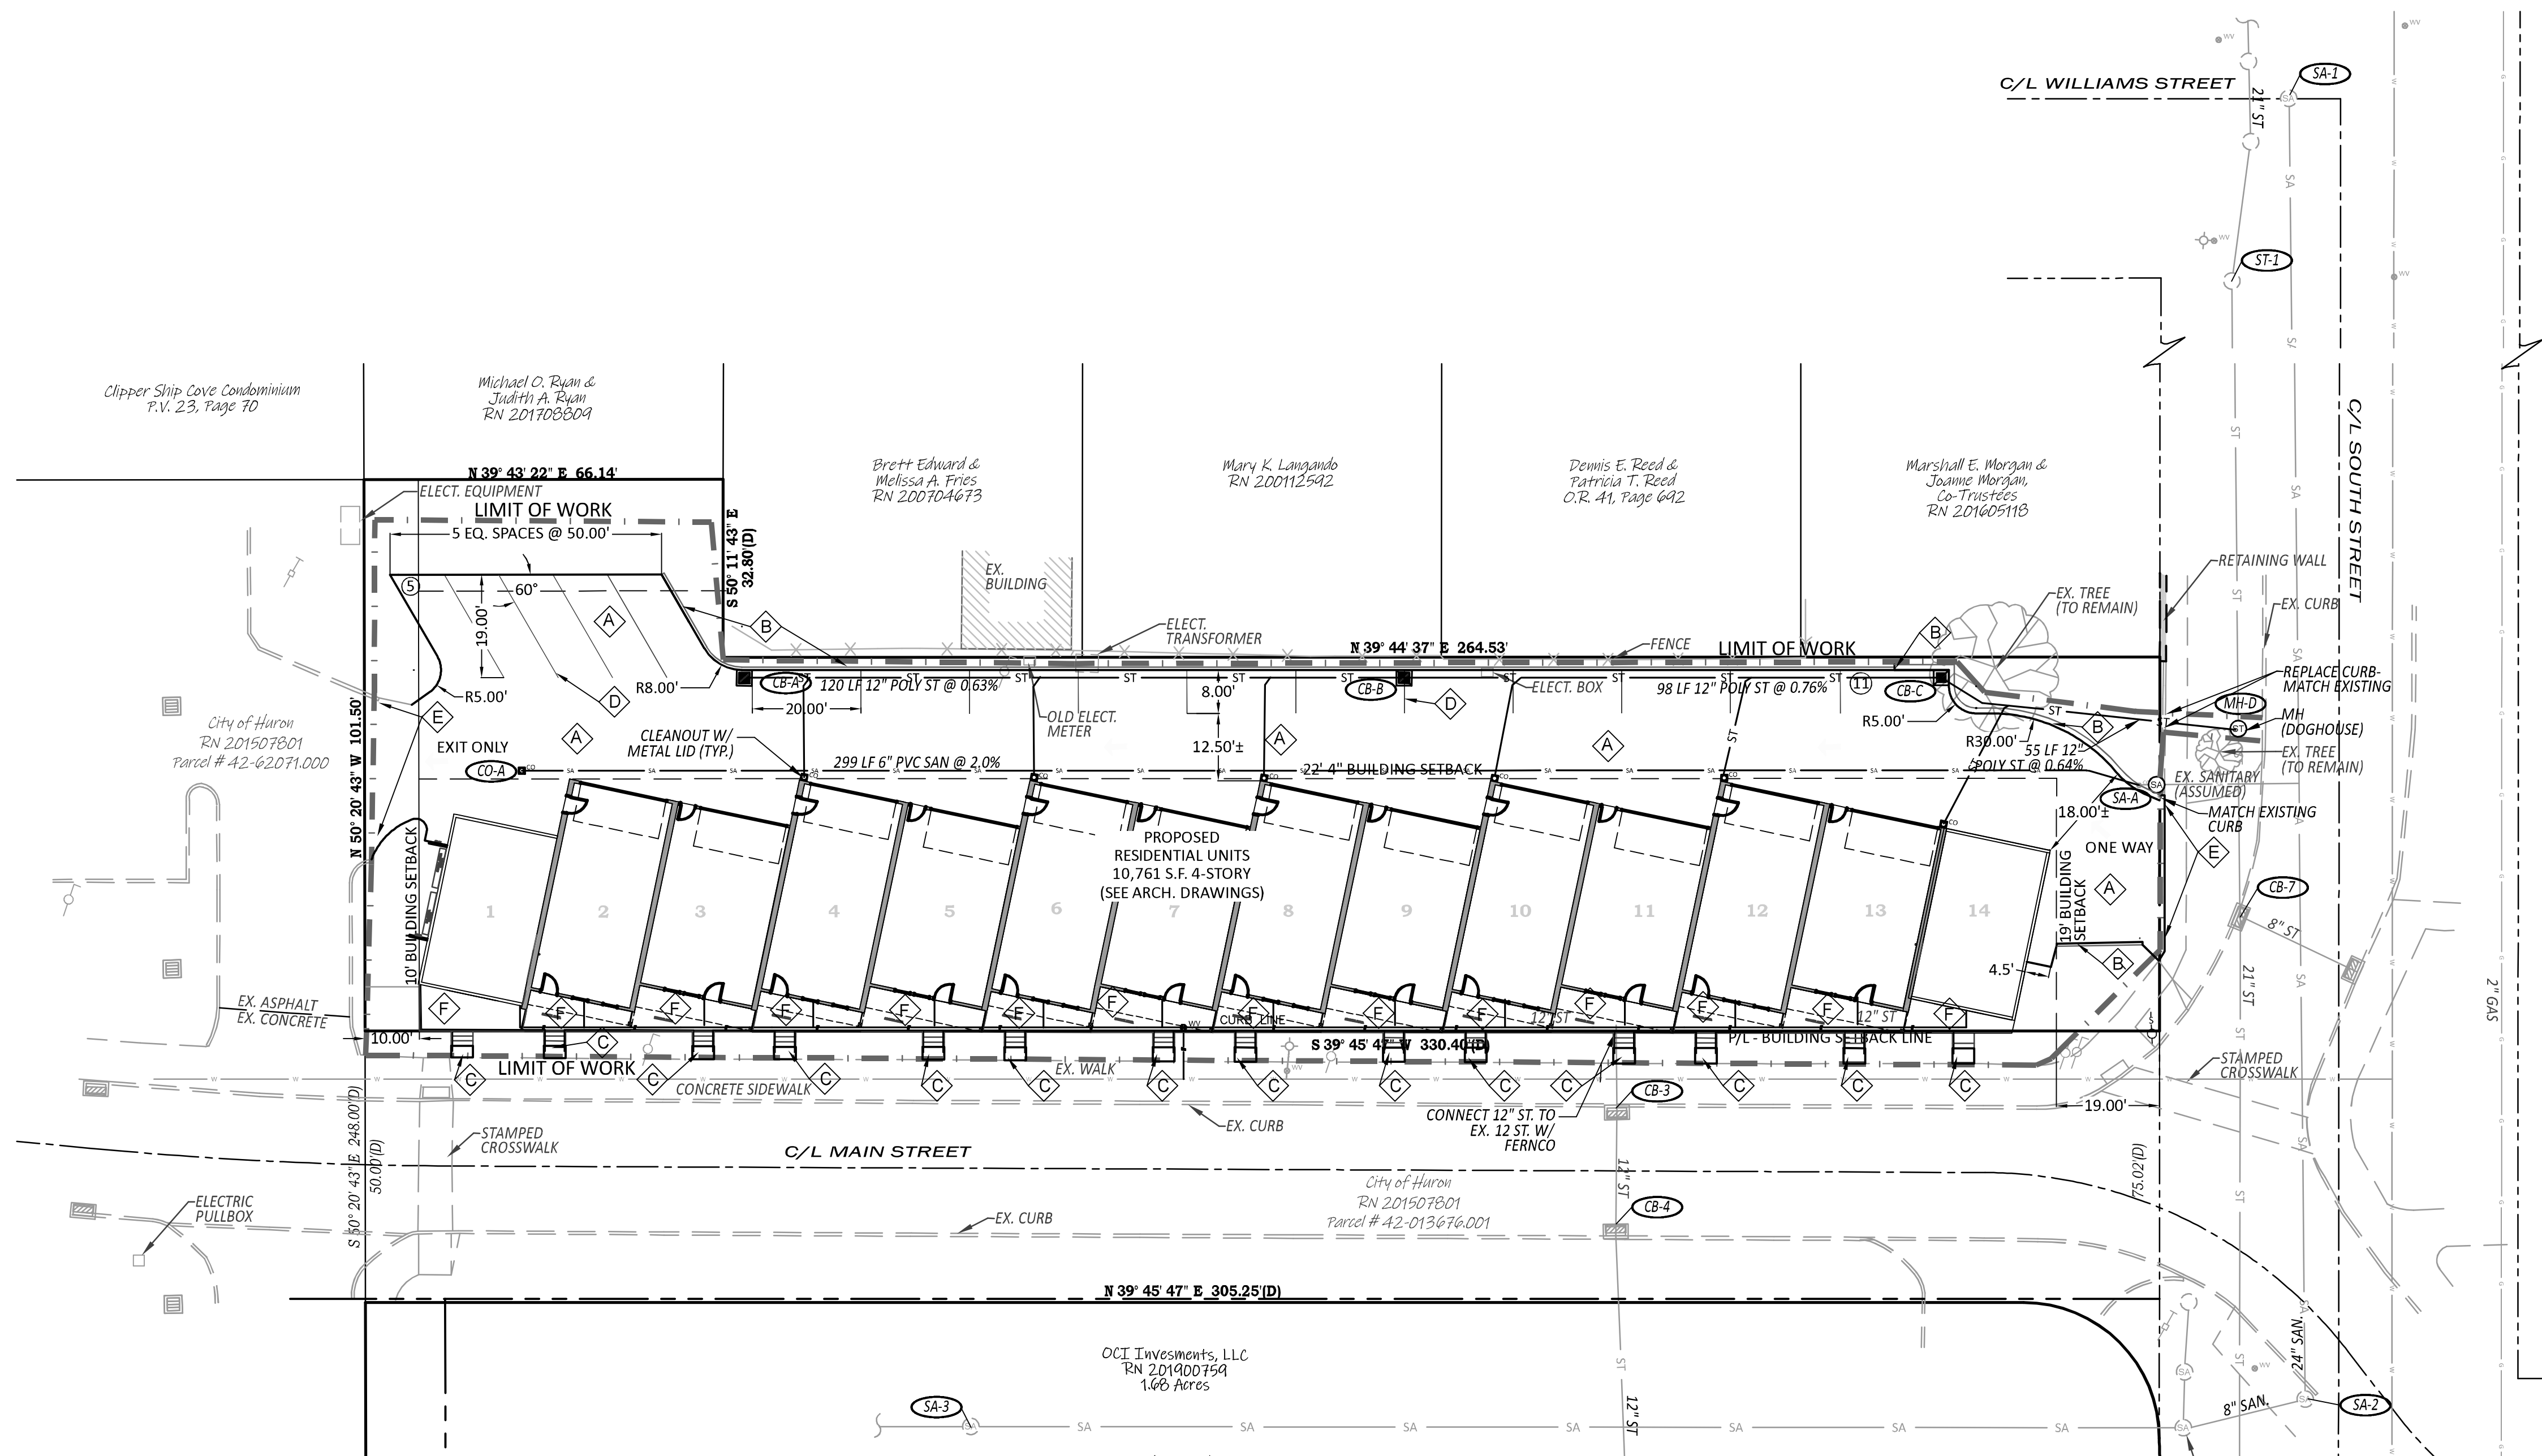 C/L WILLIAMS STREET
SA-1
21" ST
ST-1
C/L SOUTH STREET
Clipper Ship Cove Condominium
P.V. 23, Page 70
Michael O. Ryan &
Judith A. Ryan
RN 201708809
Brett Edward &
Melissa A. Fries
RN 200704673
Mary K. Langando
RN 200112592
Dennis E. Reed &
Patricia T. Reed
O.R. 41, Page 692
Marshall E. Morgan &
Joanne Morgan,
Co-Trustees
RN 201605118
N 39° 43' 22" E 66.14'
ELECT. EQUIPMENT
LIMIT OF WORK
5 EQ. SPACES @ 50.00'
S 50° 11' 43" E
32.80'(D)
5
60°
19.00'
A
B
R5.00'
R8.00'
D
E
EX.
BUILDING
ELECT.
TRANSFORMER
N 39° 44' 37" E 264.53'
FENCE
LIMIT OF WORK
B
EX. TREE
(TO REMAIN)
RETAINING WALL
EX. CURB
CB-A
120 LF 12" POLY ST @ 0.63%
20.00'
OLD ELECT.
METER
8.00'
12.50'±
CB-B
D
ELECT. BOX
98 LF 12" POLY ST @ 0.76%
11
CB-C
R5.00'
R30.00'
B
55 LF 12"
POLY ST @ 0.64%
REPLACE CURB-
MATCH EXISTING
MH-D
MH
(DOGHOUSE)
EX. TREE
(TO REMAIN)
EX. SANITARY
(ASSUMED)
SA-A
MATCH EXISTING
CURB
City of Huron
RN 201507801
Parcel # 42-62071.000
N 50° 20' 43" W 101.50'
EXIT ONLY
A
CO-A
CLEANOUT W/
METAL LID (TYP.)
299 LF 6" PVC SAN @ 2.0%
A
22' 4" BUILDING SETBACK
A
18.00'±
ONE WAY
E
A
CB-7
8" ST
10' BUILDING SETBACK
PROPOSED
RESIDENTIAL UNITS
10,761 S.F. 4-STORY
(SEE ARCH. DRAWINGS)
1 2 3 4 5 6 7 8 9 10 11 12 13 14
19' BUILDING
SETBACK
4.5'
B
21" ST
2" GAS
F F F F F F F F F F F F F
EX. ASPHALT
EX. CONCRETE
10.00'
CURB LINE
12" ST
12" ST
S 39° 45' 47" W 330.40'(D)
P/L - BUILDING SETBACK LINE
LIMIT OF WORK
C C C C C C C C C C C C C C
CONCRETE SIDEWALK
EX. WALK
EX. CURB
CONNECT 12" ST. TO
EX. 12 ST. W/
FERNCO
CB-3
19.00'
STAMPED
CROSSWALK
S 50° 20' 43" E 248.00'(D)
50.00'(D)
STAMPED
CROSSWALK
C/L MAIN STREET
12" ST
75.02'(D)
City of Huron
RN 201507801
Parcel # 42-013676.001
CB-4
ELECTRIC
PULLBOX
EX. CURB
N 39° 45' 47" E 305.25'(D)
OCI Invesments, LLC
RN 201900759
1.68 Acres
SA-3
12" ST
24" SAN.
8" SAN.
SA-2